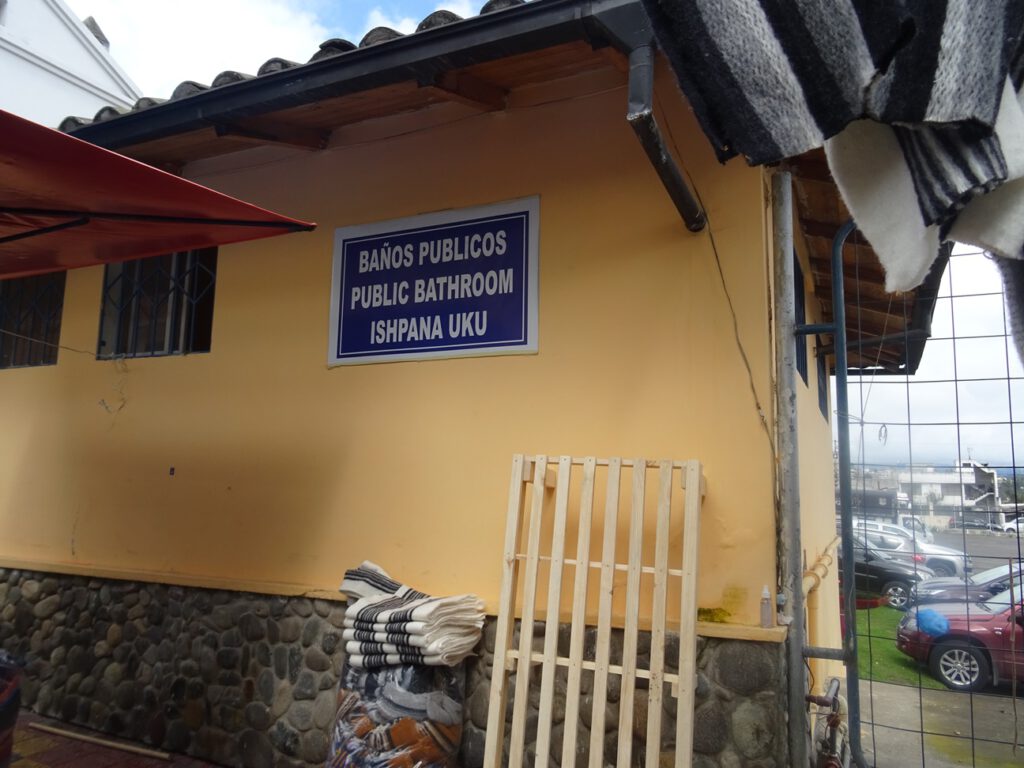 BAÑOS PUBLICOS
PUBLIC BATHROOM
ISHPANA UKU